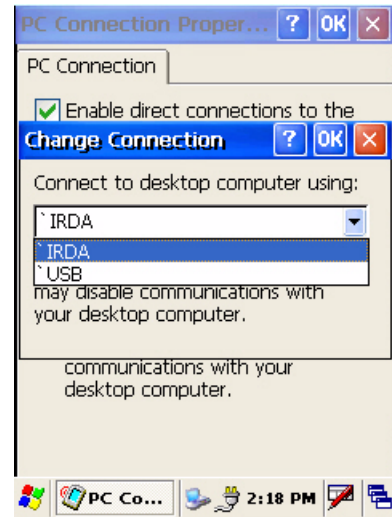 PC Connection Proper... ? OK ×
PC Connection
Enable direct connections to the
Change Connection ? OK ×
Connect to desktop computer using:
`IRDA
`IRDA
`USB
may disable communications with
your desktop computer.
communications with your
desktop computer.
PC Co... 2:18 PM